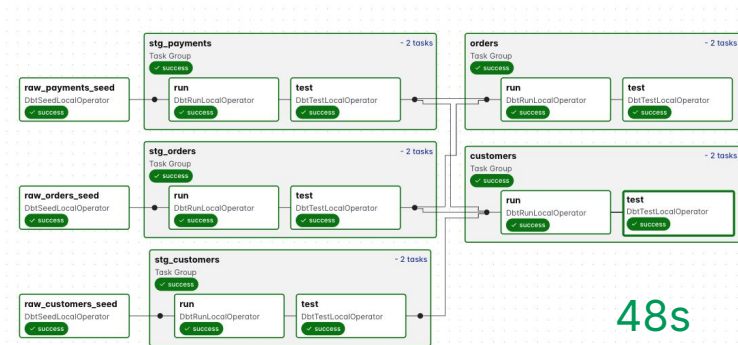 stg_payments - 2 tasks
Task Group
success
raw_payments_seed
DbtSeedLocalOperator
success
run
DbtRunLocalOperator
success
test
DbtTestLocalOperator
success
orders - 2 tasks
Task Group
success
run
DbtRunLocalOperator
success
test
DbtTestLocalOperator
success
stg_orders - 2 tasks
Task Group
success
raw_orders_seed
DbtSeedLocalOperator
success
run
DbtRunLocalOperator
success
test
DbtTestLocalOperator
success
customers - 2 tasks
Task Group
success
run
DbtRunLocalOperator
success
test
DbtTestLocalOperator
success
stg_customers - 2 tasks
Task Group
success
raw_customers_seed
DbtSeedLocalOperator
success
run
DbtRunLocalOperator
success
test
DbtTestLocalOperator
success
48s